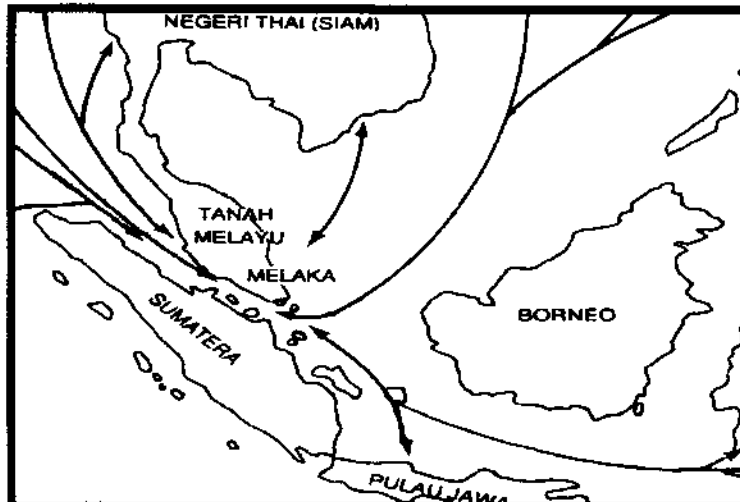 NEGERI THAI (SIAM)
TANAH
MELAYU
MELAKA
SUMATERA
BORNEO
PULAU JAWA